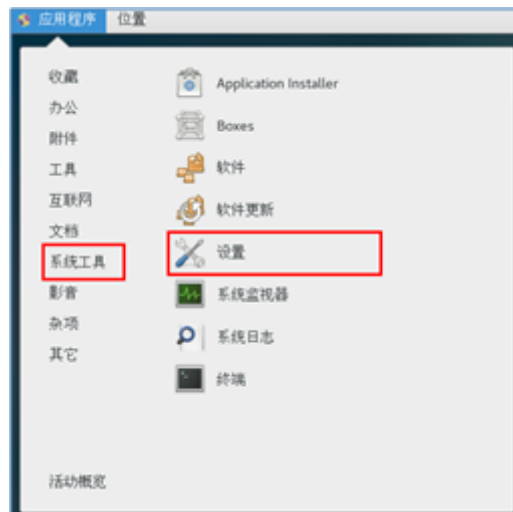 应用程序 位置
收藏
办公
附件
工具
互联网
文档
系统工具
影音
杂项
其它
活动概览
Application Installer
Boxes
软件
软件更新
设置
系统监视器
系统日志
终端